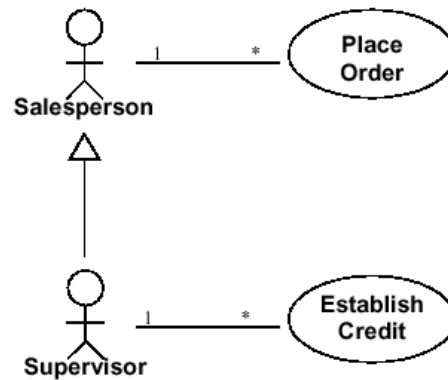 1 * Place
Order
Salesperson
1 * Establish
Credit
Supervisor